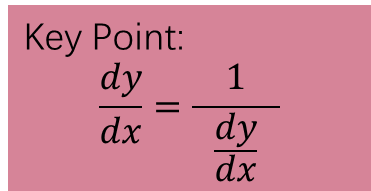 Key Point:
dy/dx = 1/(dy/dx)